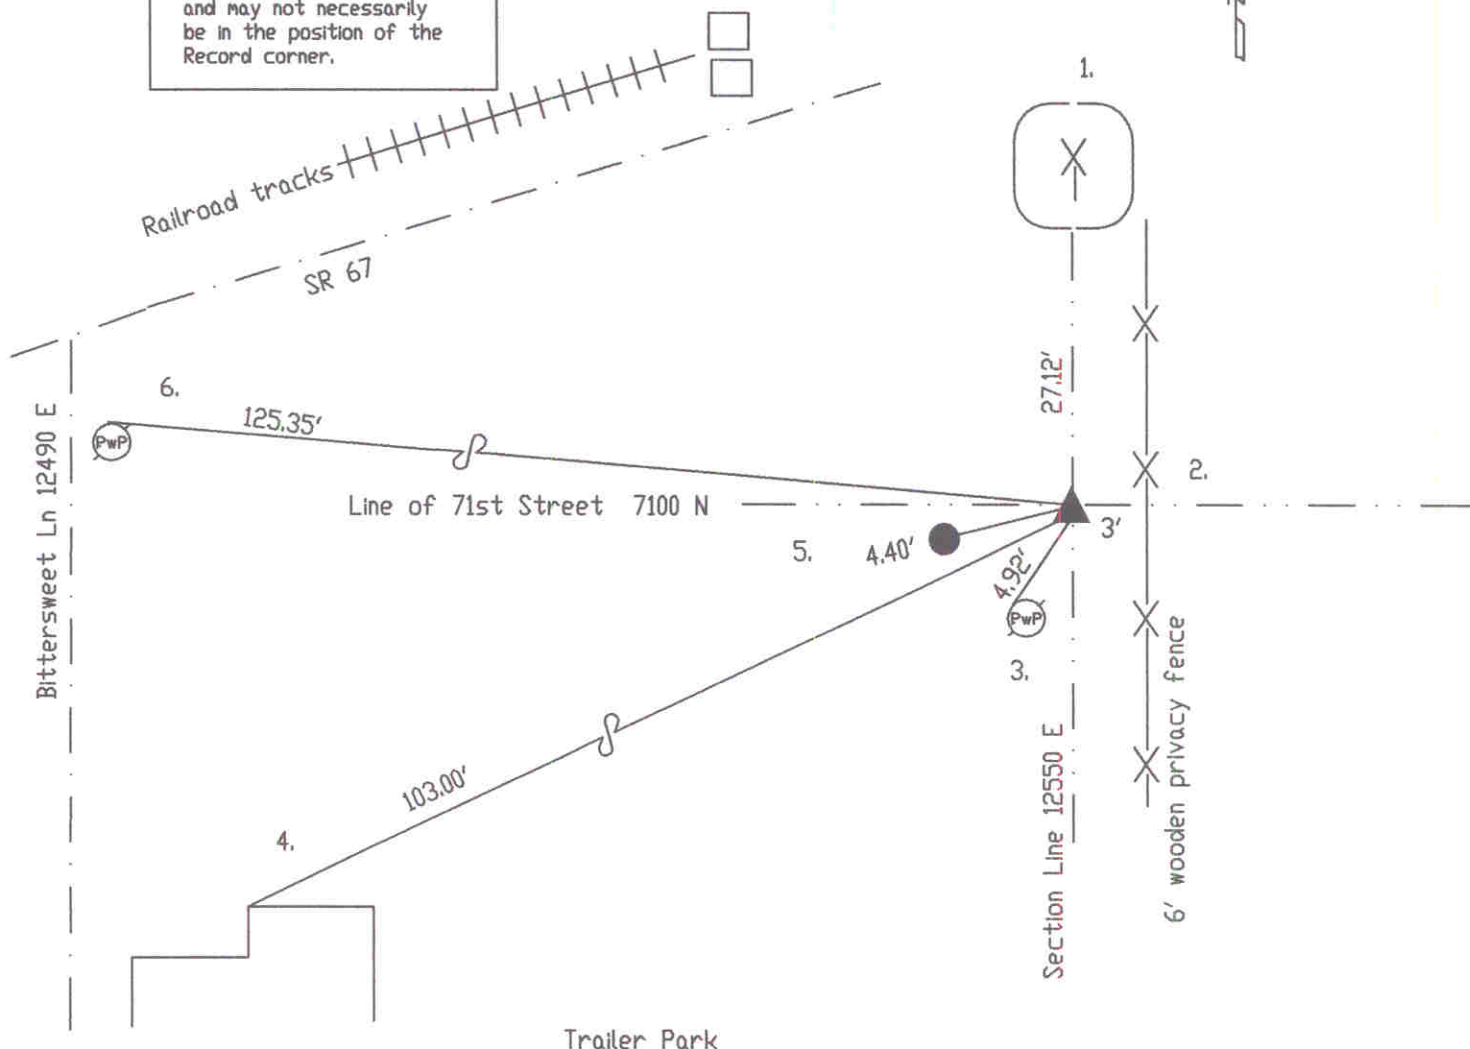 and may not necessarily
be in the position of the
Record corner.
1.
Railroad tracks
SR 67
27.12'
6.
125.35'
PwP
2.
Line of 71st Street 7100 N
3'
5.
4.40'
4.92'
PwP
3.
Bittersweet Ln 12490 E
103.00'
4.
Section Line 12550 E
6' wooden privacy fence
Trailer Park